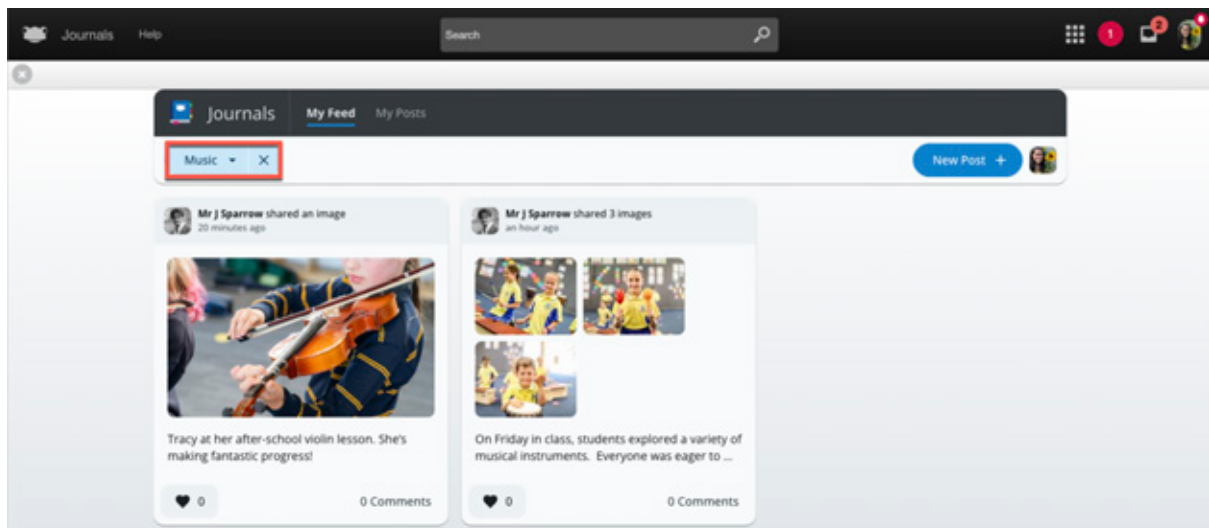 Journals Help Search 1 2
Journals My Feed My Posts
Music New Post +
Mr J Sparrow shared an image
20 minutes ago
Tracy at her after-school violin lesson. She's
making fantastic progress!
0 0 Comments
Mr J Sparrow shared 3 images
an hour ago
On Friday in class, students explored a variety of
musical instruments. Everyone was eager to ...
0 0 Comments